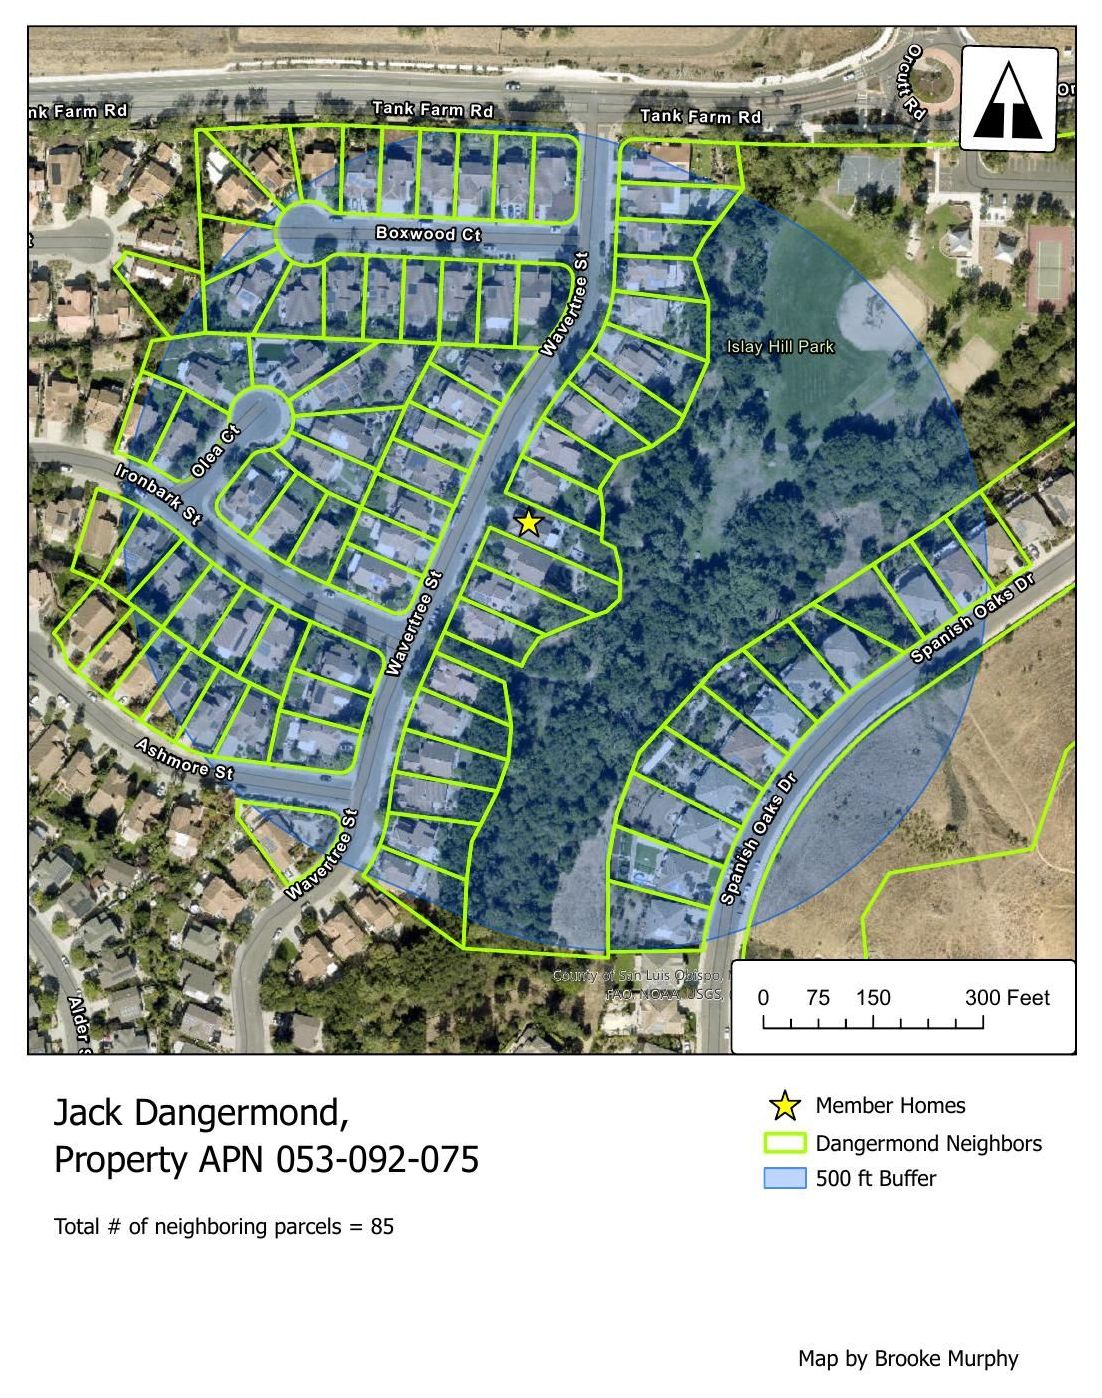 Orcutt Rd
nk Farm Rd
Tank Farm Rd
Tank Farm Rd
Or
Boxwood Ct
t
Wavertree St
Islay Hill Park
Olea Ct
Ironbark St
Wavertree St
Spanish Oaks Dr
Ashmore St
Spanish Oaks Dr
Wavertree St
County of San Luis Obispo,
FAO, NOAA, USGS,
Alder S
0 75 150 300 Feet
Jack Dangermond,
Property APN 053-092-075
Total # of neighboring parcels = 85
Member Homes
Dangermond Neighbors
500 ft Buffer
Map by Brooke Murphy